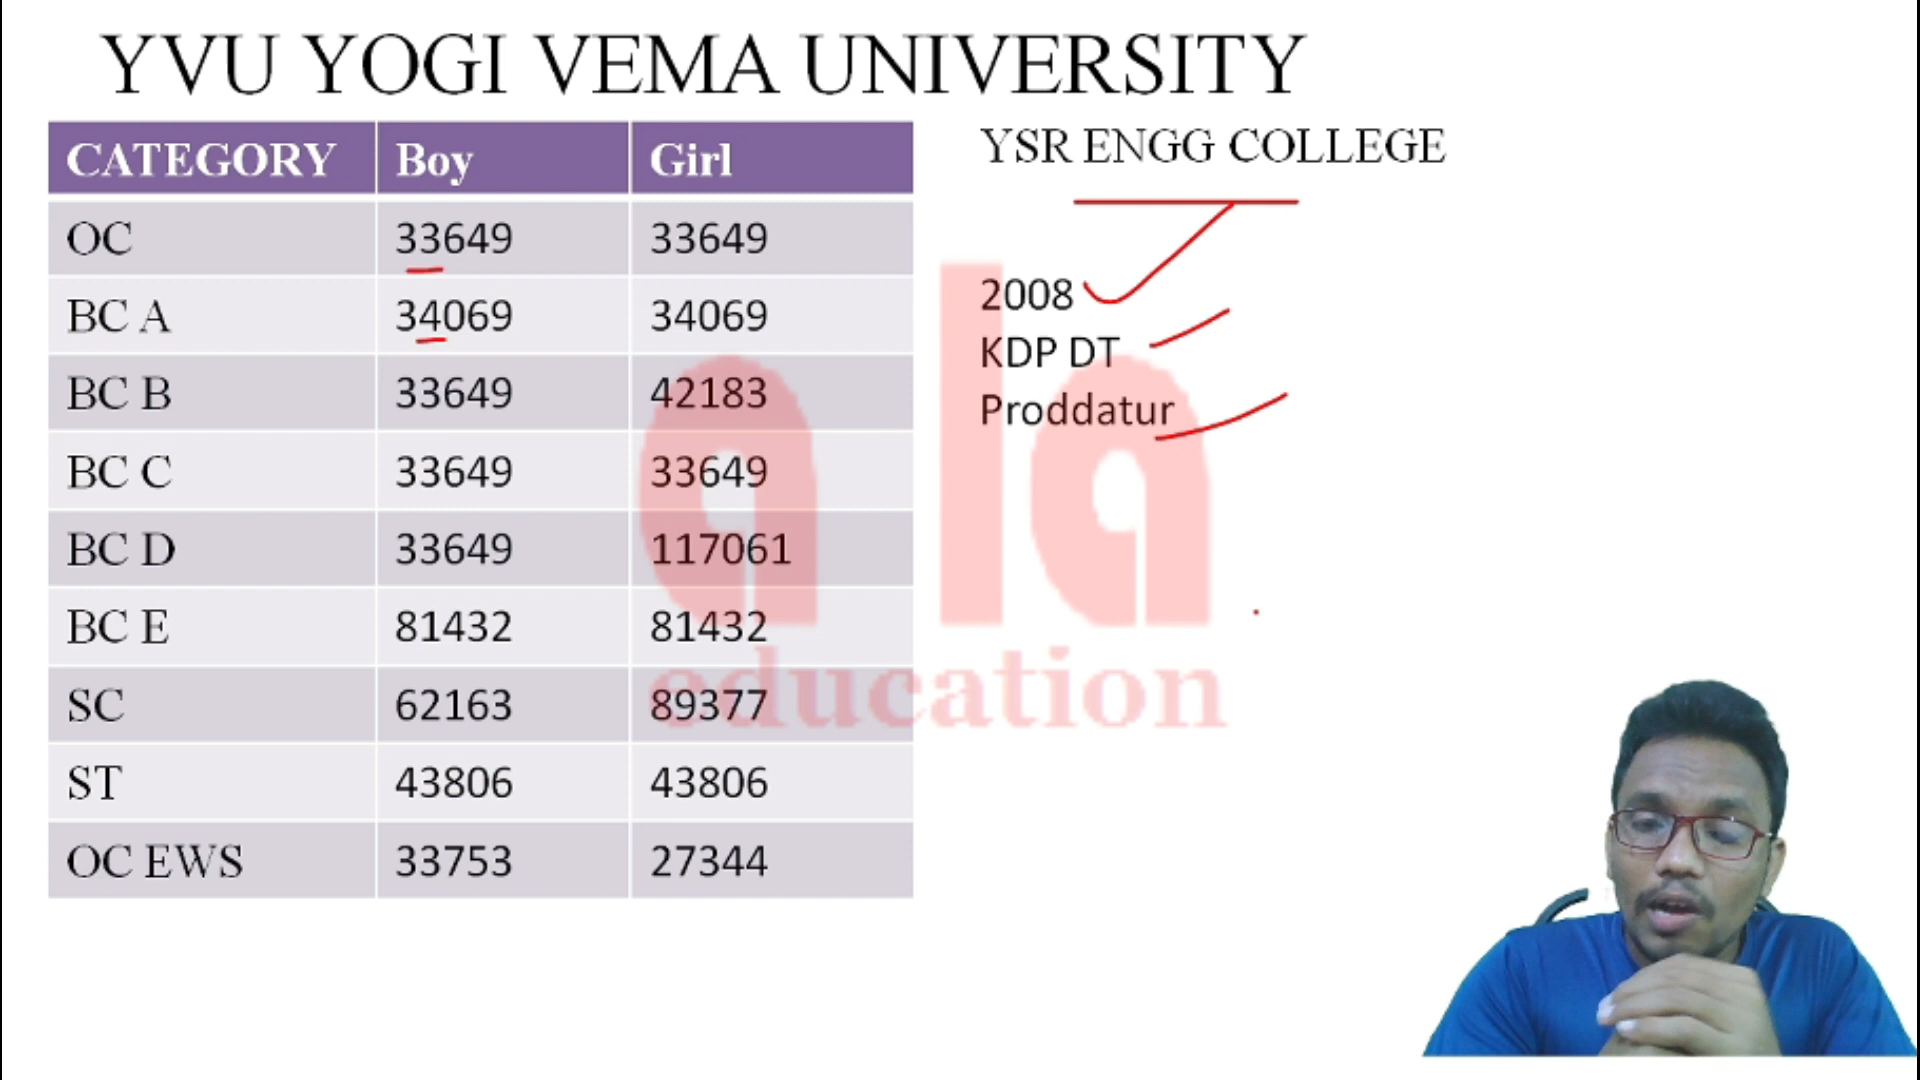 YVU YOGI VEMA UNIVERSITY
CATEGORY Boy Girl
OC 33649 33649
BC A 34069 34069
BC B 33649 42183
BC C 33649 33649
BC D 33649 117061
BC E 81432 81432
SC 62163 89377
ST 43806 43806
OC EWS 33753 27344
YSR ENGG COLLEGE
2008
KDP DT
Proddatur
a la
education